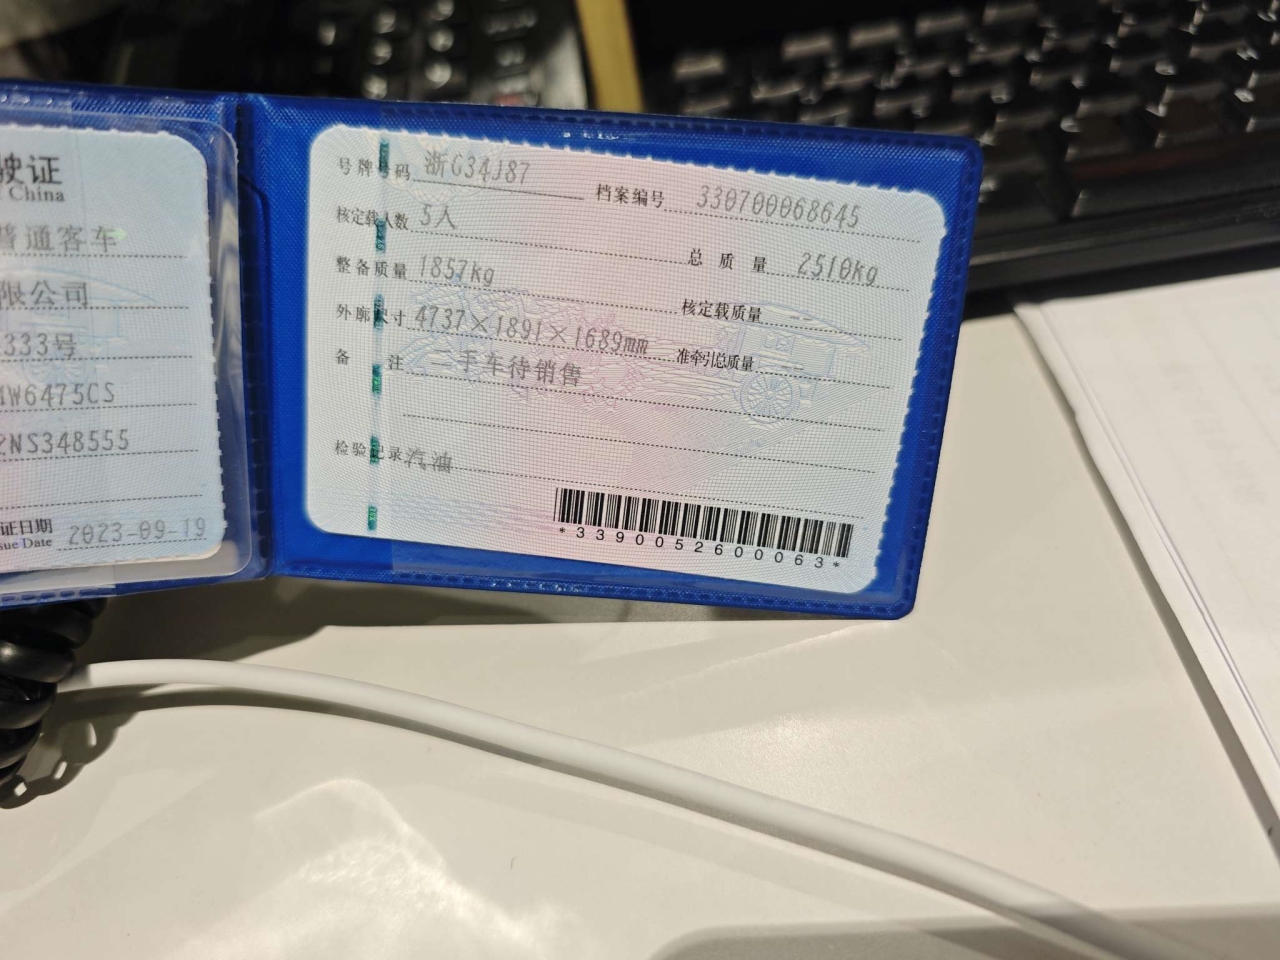 驶证
China
普通客车
限公司
333号
W6475CS
2NS348555
证日期 2023-09-19
sue Date
号牌号码 浙G34J87 档案编号 330700068645
核定载人数 5人 总质量 2510kg
整备质量 1857kg 核定载质量
外廓尺寸 4737×1891×1689mm 准牵引总质量 --
备注 二手车待销售
检验记录 汽油
*3390052600063*